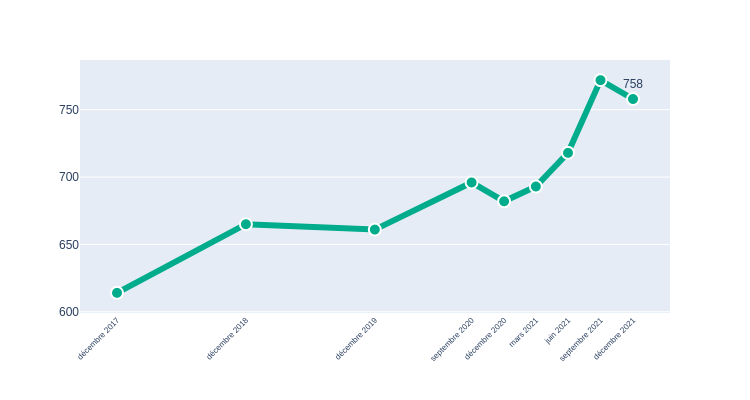 758
750
700
650
600
décembre 2017
décembre 2018
décembre 2019
septembre 2020
décembre 2020
mars 2021
juin 2021
septembre 2021
décembre 2021